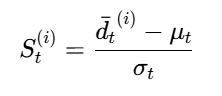 $S_t^{(i)} = \frac{\bar{d}_t^{(i)} - \mu_t}{\sigma_t}$